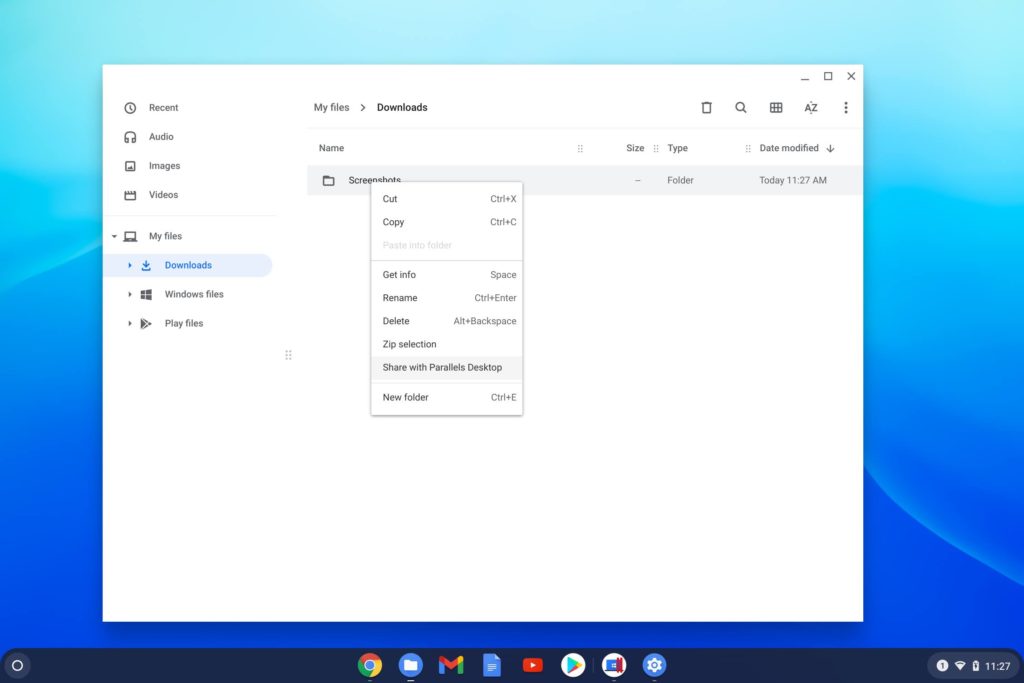 Recent
Audio
Images
Videos
My files
Downloads
Windows files
Play files
My files > Downloads
AZ
Name Size Type Date modified
Screenshots – Folder Today 11:27 AM
Cut Ctrl+X
Copy Ctrl+C
Paste into folder
Get info Space
Rename Ctrl+Enter
Delete Alt+Backspace
Zip selection
Share with Parallels Desktop
New folder Ctrl+E
1 11:27